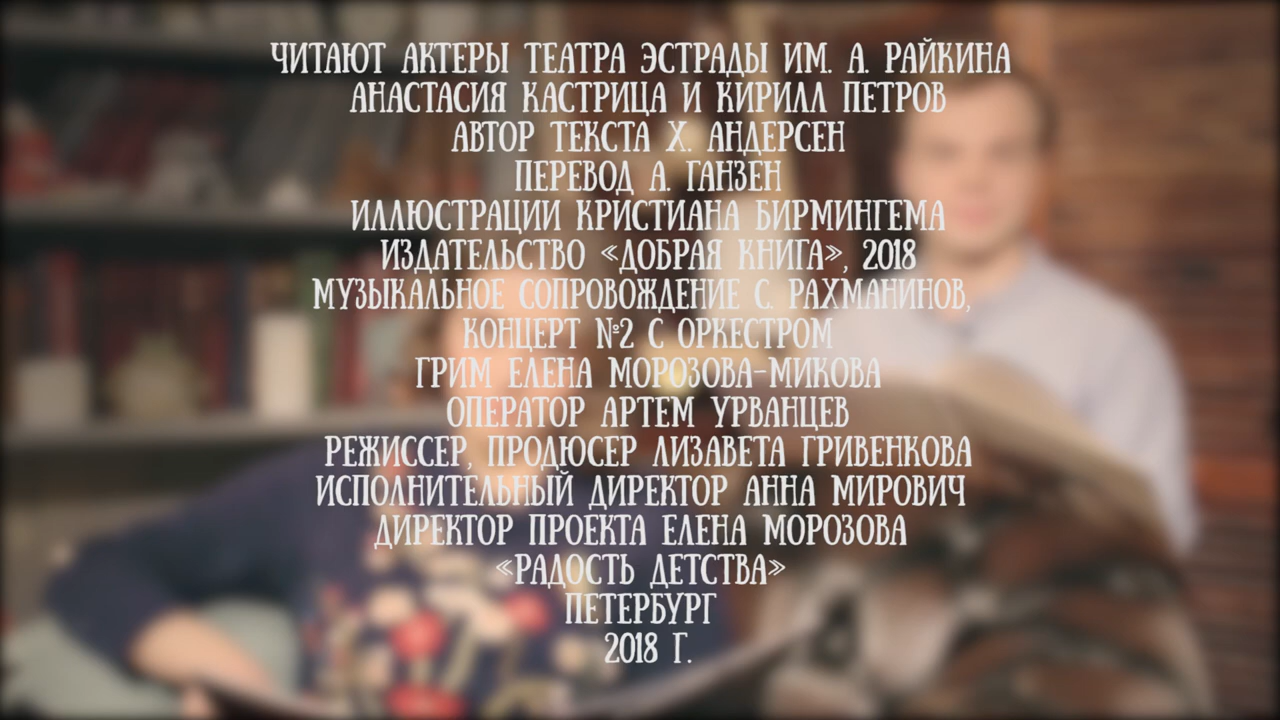 ЧИТАЮТ АКТЕРЫ ТЕАТРА ЭСТРАДЫ ИМ. А. РАЙКИНА
АНАСТАСИЯ КАСТРИЦА И КИРИЛЛ ПЕТРОВ
АВТОР ТЕКСТА Х. АНДЕРСЕН
ПЕРЕВОД А. ГАНЗЕН
ИЛЛЮСТРАЦИИ КРИСТИАНА БИРМИНГЕМА
ИЗДАТЕЛЬСТВО «ДОБРАЯ КНИГА», 2018
МУЗЫКАЛЬНОЕ СОПРОВОЖДЕНИЕ С. РАХМАНИНОВ,
КОНЦЕРТ №2 С ОРКЕСТРОМ
ГРИМ ЕЛЕНА МОРОЗОВА-МИКОВА
ОПЕРАТОР АРТЕМ УРВАНЦЕВ
РЕЖИССЕР, ПРОДЮСЕР ЛИЗАВЕТА ГРИВЕНКОВА
ИСПОЛНИТЕЛЬНЫЙ ДИРЕКТОР АННА МИРОВИЧ
ДИРЕКТОР ПРОЕКТА ЕЛЕНА МОРОЗОВА
«РАДОСТЬ ДЕТСТВА»
ПЕТЕРБУРГ
2018 Г.